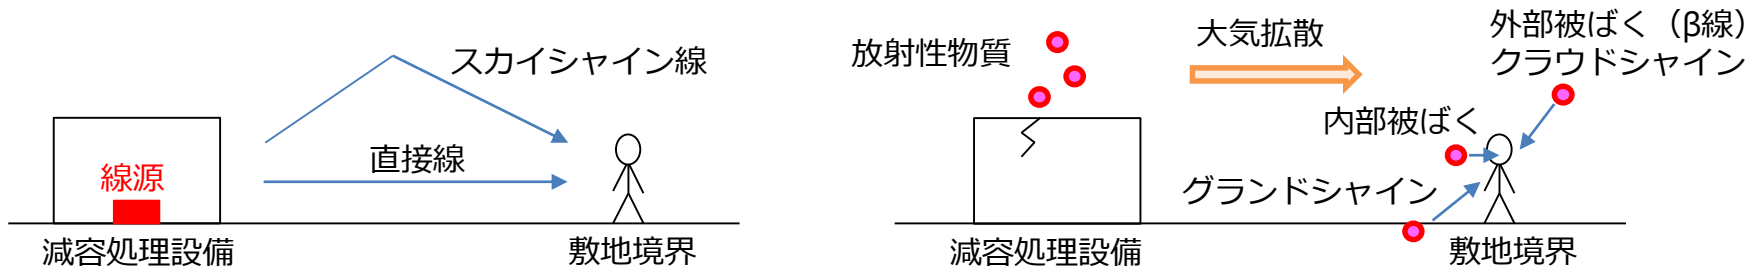 スカイシャイン線
直接線
線源
減容処理設備
敷地境界
放射性物質
大気拡散
外部被ばく（β線）
クラウドシャイン
内部被ばく
グランドシャイン
減容処理設備
敷地境界